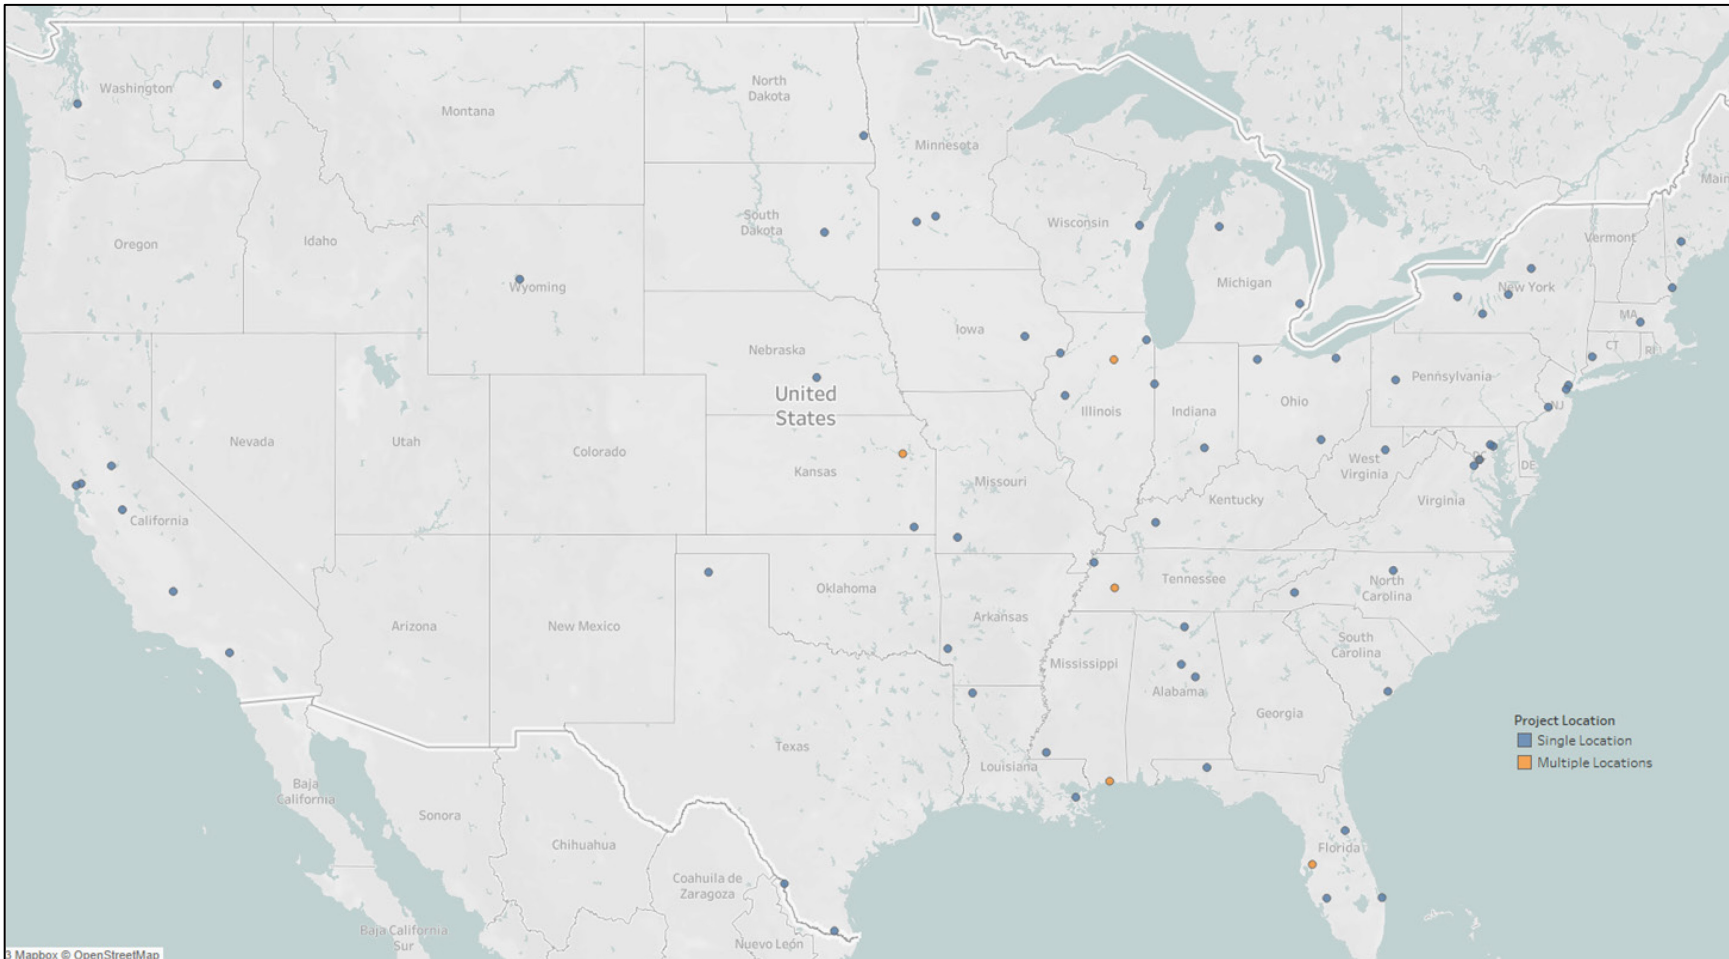 Washington
Montana
North
Dakota
Minnesota
Main
Oregon
Idaho
South
Dakota
Wisconsin
Vermont
Wyoming
Michigan
New York
Iowa
MA
Nebraska
CT
RI
United
States
Pennsylvania
Illinois
Indiana
Ohio
NJ
Nevada
Utah
Colorado
Kansas
Missouri
West
Virginia
DE
Kentucky
Virginia
California
Oklahoma
Tennessee
North
Carolina
Arizona
New Mexico
Arkansas
South
Carolina
Mississippi
Alabama
Georgia
Texas
Louisiana
Project Location
Single Location
Multiple Locations
Baja
California
Sonora
Chihuahua
Florida
Coahuila de
Zaragoza
Baja California
Sur
Nuevo León
3 Mapbox © OpenStreetMap